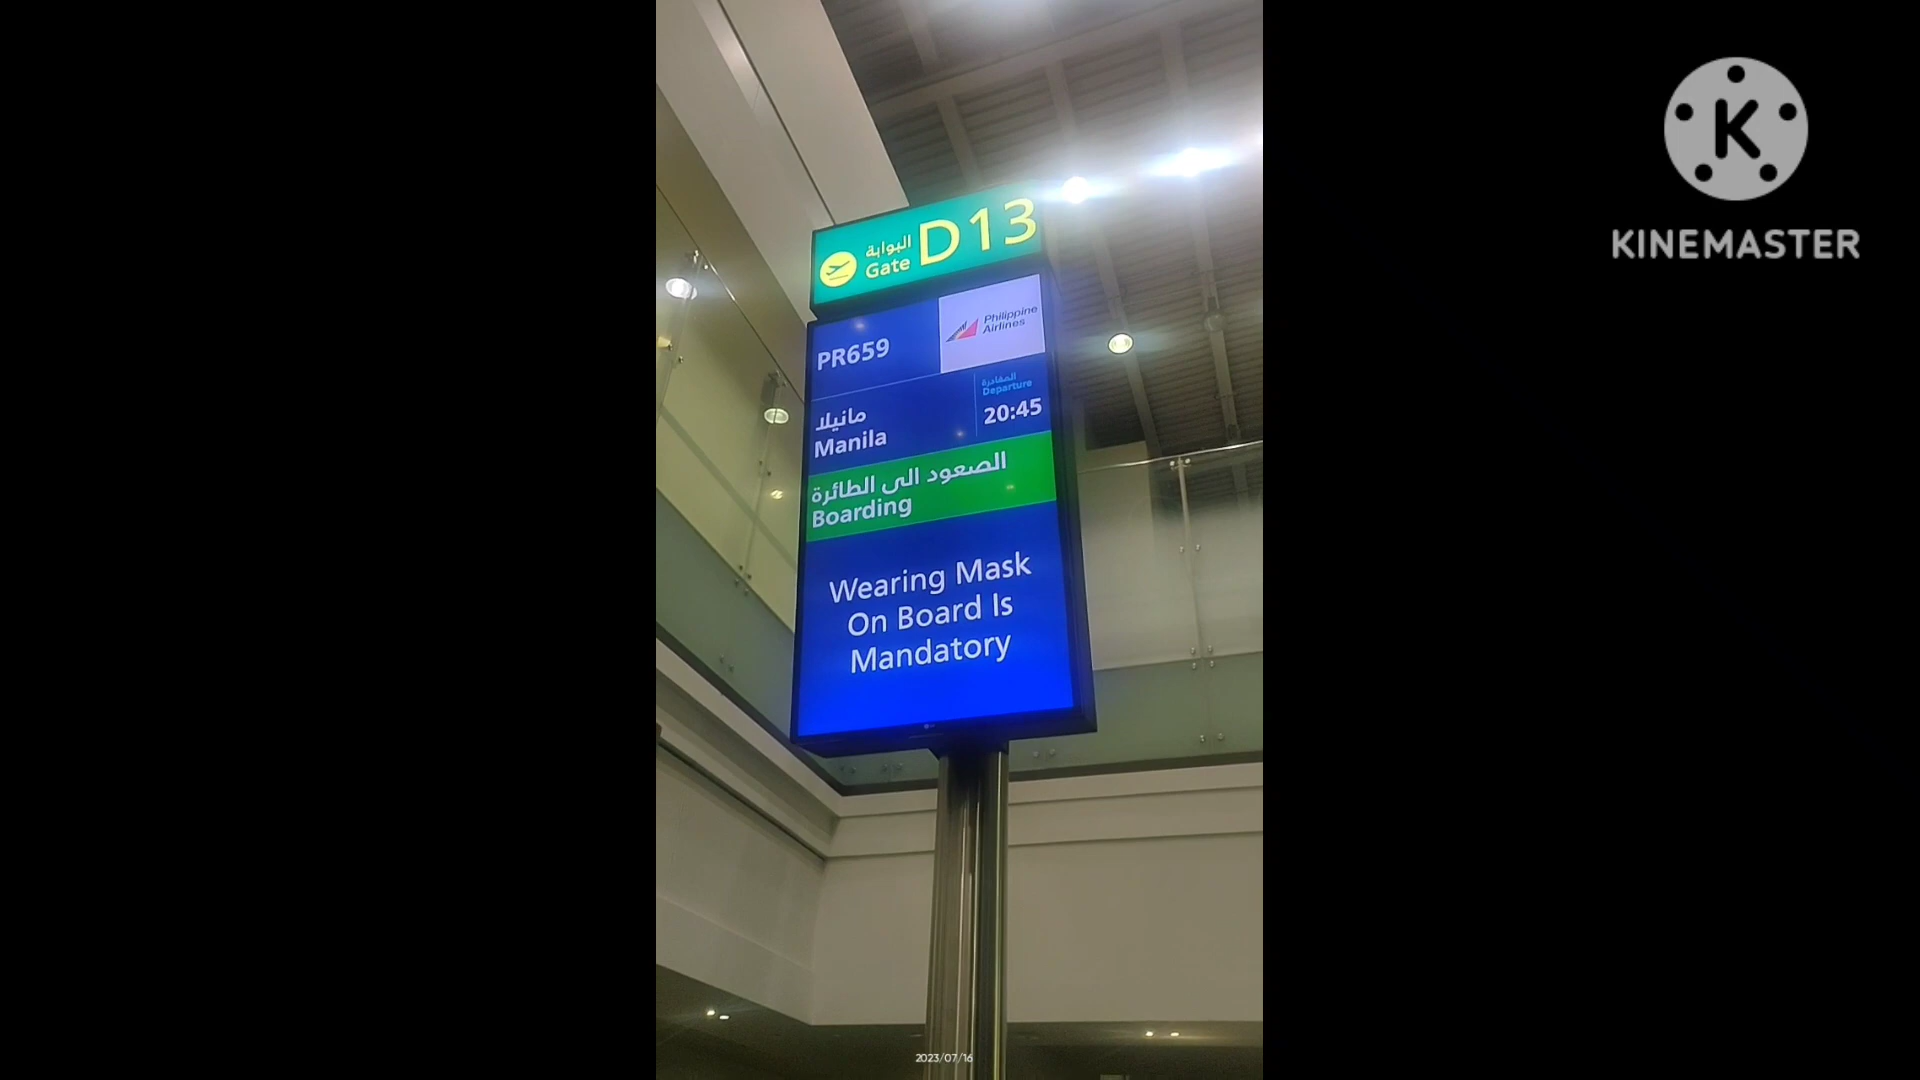 البوابة
Gate
D13
PR659
Philippine
Airlines
المغادرة
Departure
مانيلا
Manila
20:45
الصعود الى الطائرة
Boarding
Wearing Mask
On Board Is
Mandatory
2023/07/16
K
KINEMASTER